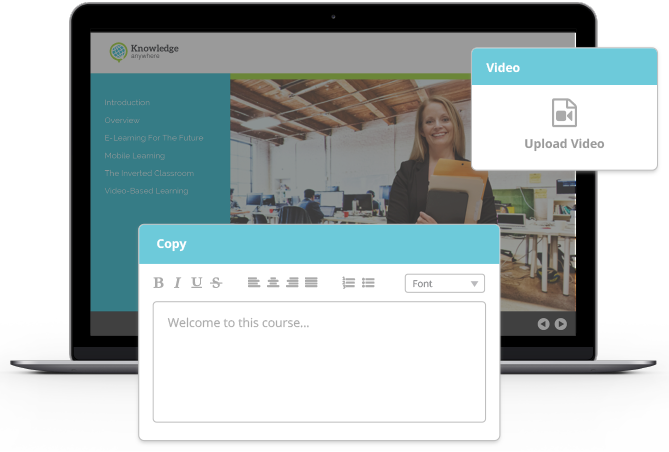 Knowledge
anywhere
Introduction
Overview
E-Learning For The Future
Mobile Learning
The Inverted Classroom
Video-Based Learning
Video
Upload Video
Copy
B I U S
Font
Welcome to this course...